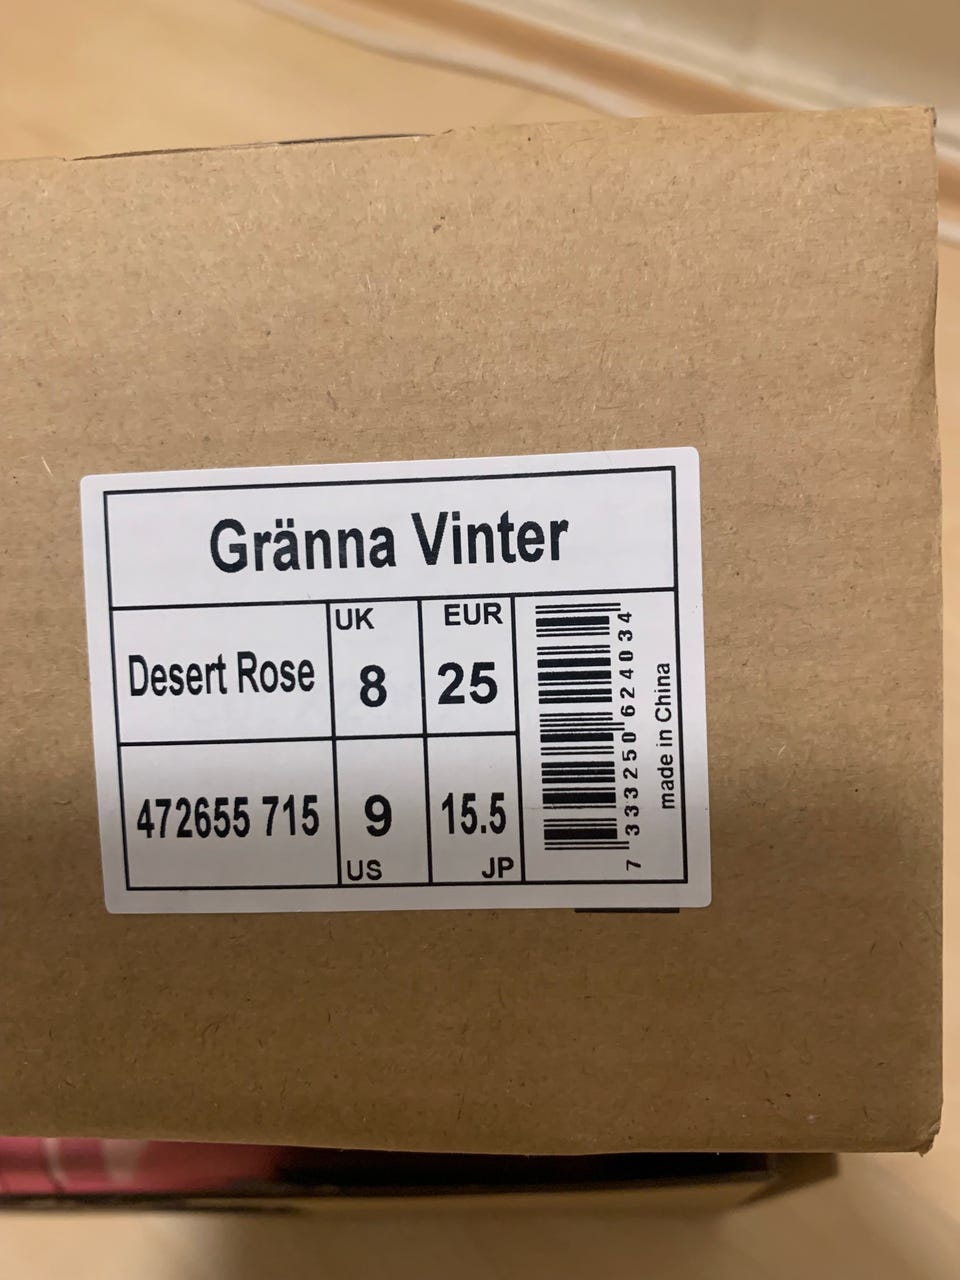 Gränna Vinter
Desert Rose
UK
8
EUR
25
472655 715
9
US
15.5
JP
7 333250 624034
made in China